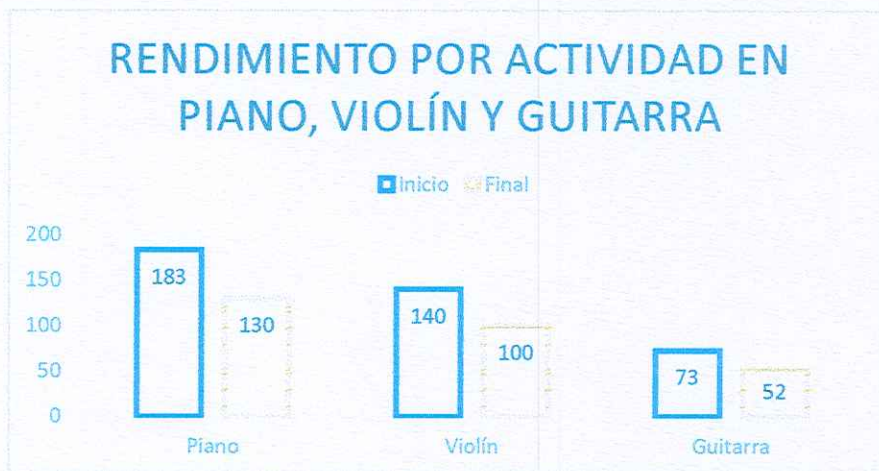 RENDIMIENTO POR ACTIVIDAD EN
PIANO, VIOLÍN Y GUITARRA
Inicio Final
200
150
100
50
0
183
130
140
100
73
52
Piano Violín Guitarra